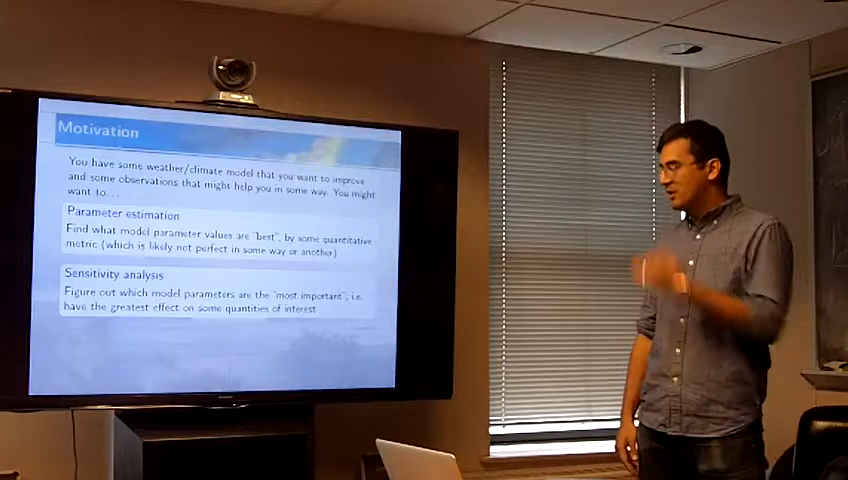 Motivation
You have some weather/climate model that you want to improve
and some observations that might help you in some way. You might
want to...
Parameter estimation
Find what model parameter values are "best", by some quantitative
metric (which is likely not perfect in some way or another)
Sensitivity analysis
Figure out which model parameters are the "most important", i.e.
have the greatest effect on some quantities of interest